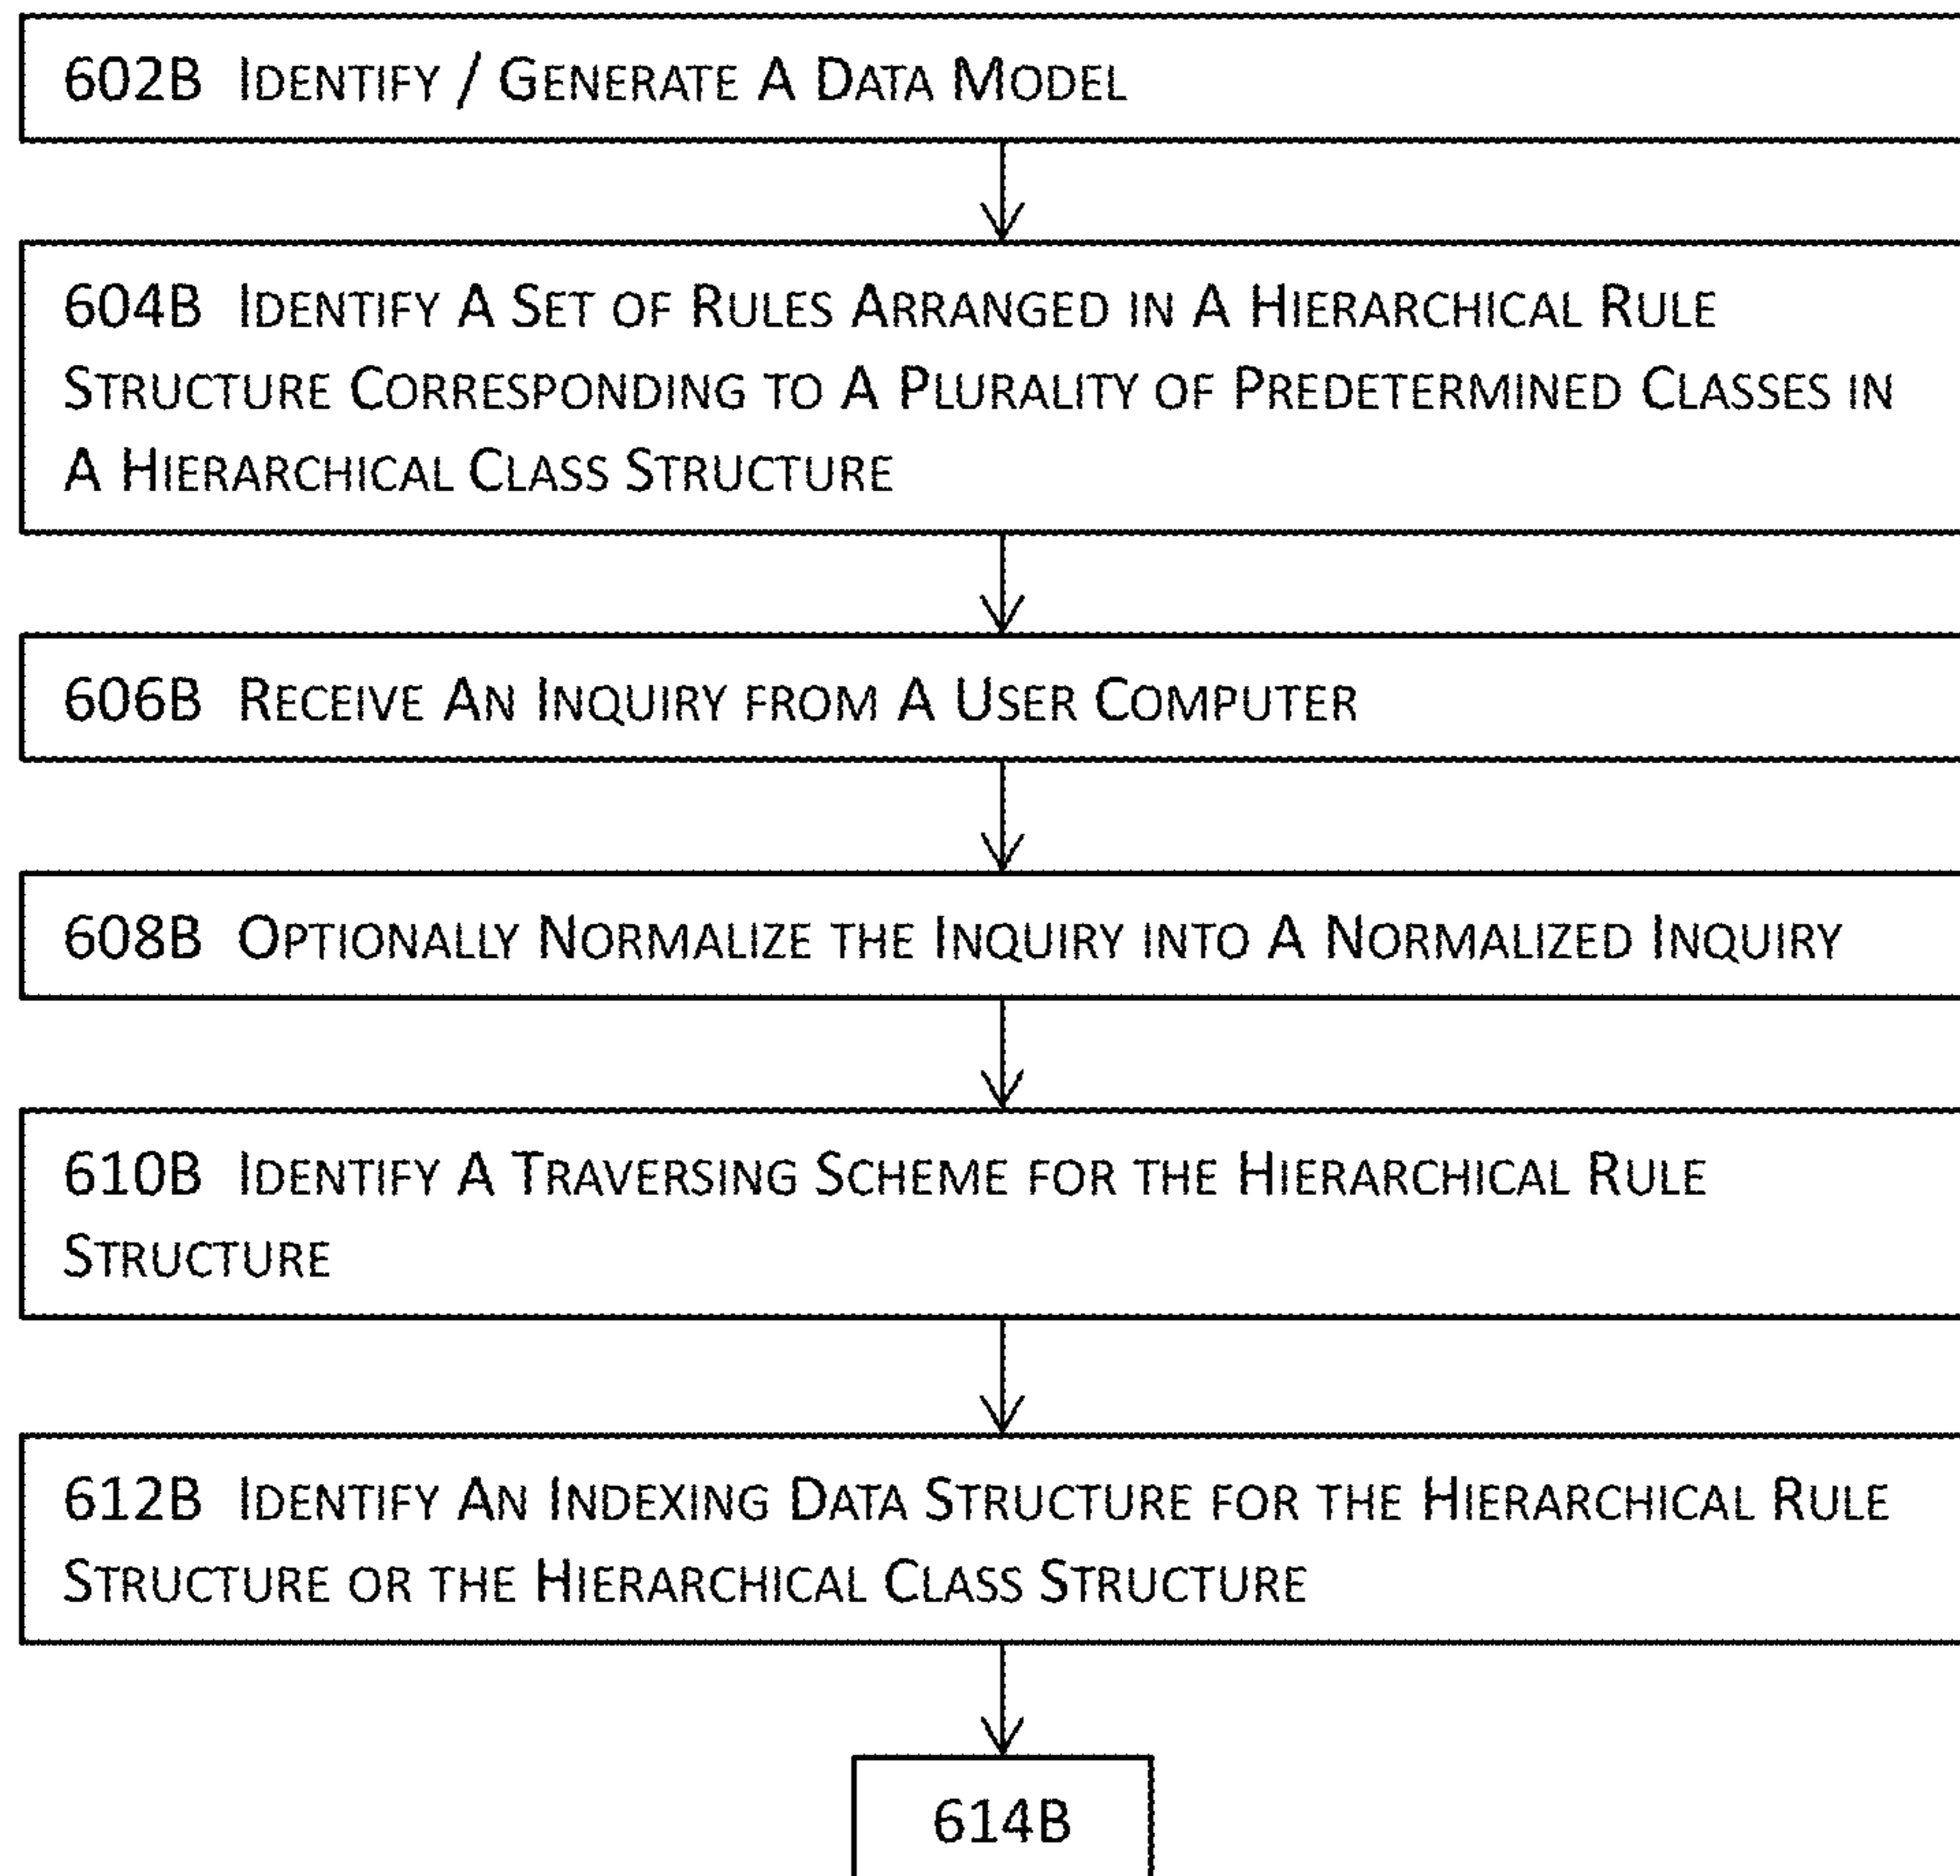 602B IDENTIFY / GENERATE A DATA MODEL
604B IDENTIFY A SET OF RULES ARRANGED IN A HIERARCHICAL RULE
STRUCTURE CORRESPONDING TO A PLURALITY OF PREDETERMINED CLASSES IN
A HIERARCHICAL CLASS STRUCTURE
606B RECEIVE AN INQUIRY FROM A USER COMPUTER
608B OPTIONALLY NORMALIZE THE INQUIRY INTO A NORMALIZED INQUIRY
610B IDENTIFY A TRAVERSING SCHEME FOR THE HIERARCHICAL RULE
STRUCTURE
612B IDENTIFY AN INDEXING DATA STRUCTURE FOR THE HIERARCHICAL RULE
STRUCTURE OR THE HIERARCHICAL CLASS STRUCTURE
614B